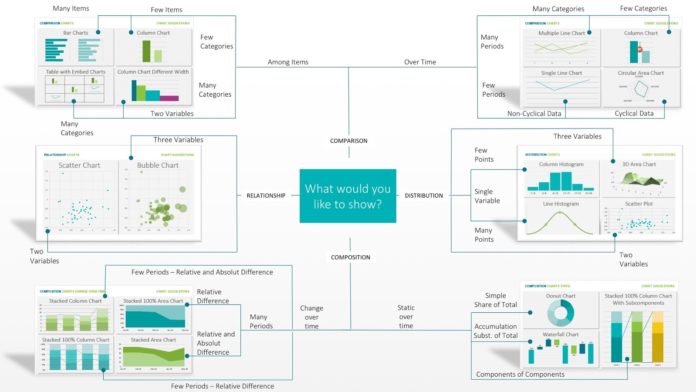 Many Items
Few Items
COMPARISON CHARTS
CHART SUGGESTIONS
Bar Charts
Column Chart
Few
Categories
Table with Embed Charts
Column Chart Different Width
Many
Categories
Two Variables
Many
Categories
Among Items
Over Time
COMPARISON
Many Categories
Few Categories
COMPARISON CHARTS
CHART SUGGESTIONS
Many
Periods
Multiple Line Chart
Column Chart
Few
Periods
Single Line Chart
Circular Area Chart
Non-Cyclical Data
Cyclical Data
Three Variables
RELATIONSHIP CHARTS
CHART SUGGESTIONS
Scatter Chart
Bubble Chart
Two
Variables
RELATIONSHIP
What would you
like to show?
DISTRIBUTION
Three Variables
Few
Points
DISTRIBUTION CHARTS
CHART SUGGESTIONS
Column Histogram
3D Area Chart
Single
Variable
Line Histogram
Scatter Plot
Many
Points
Two
Variables
COMPOSITION
Few Periods – Relative and Absolut Difference
COMPOSITION CHARTS CHANGE OVER TIME
CHART SUGGESTIONS
Stacked Column Chart
Stacked 100% Area Chart
Relative
Difference
Stacked 100% Column Chart
Stacked Area Chart
Relative and
Absolut
Difference
Many
Periods
Few Periods – Relative Difference
Change
over
time
Static
over
time
COMPOSITION CHARTS STATIC
CHART SUGGESTIONS
Simple
Share of Total
Donut Chart
Stacked 100% Column Chart
With Subcomponents
Accumulation
Subst. of Total
Waterfall Chart
Components of Components